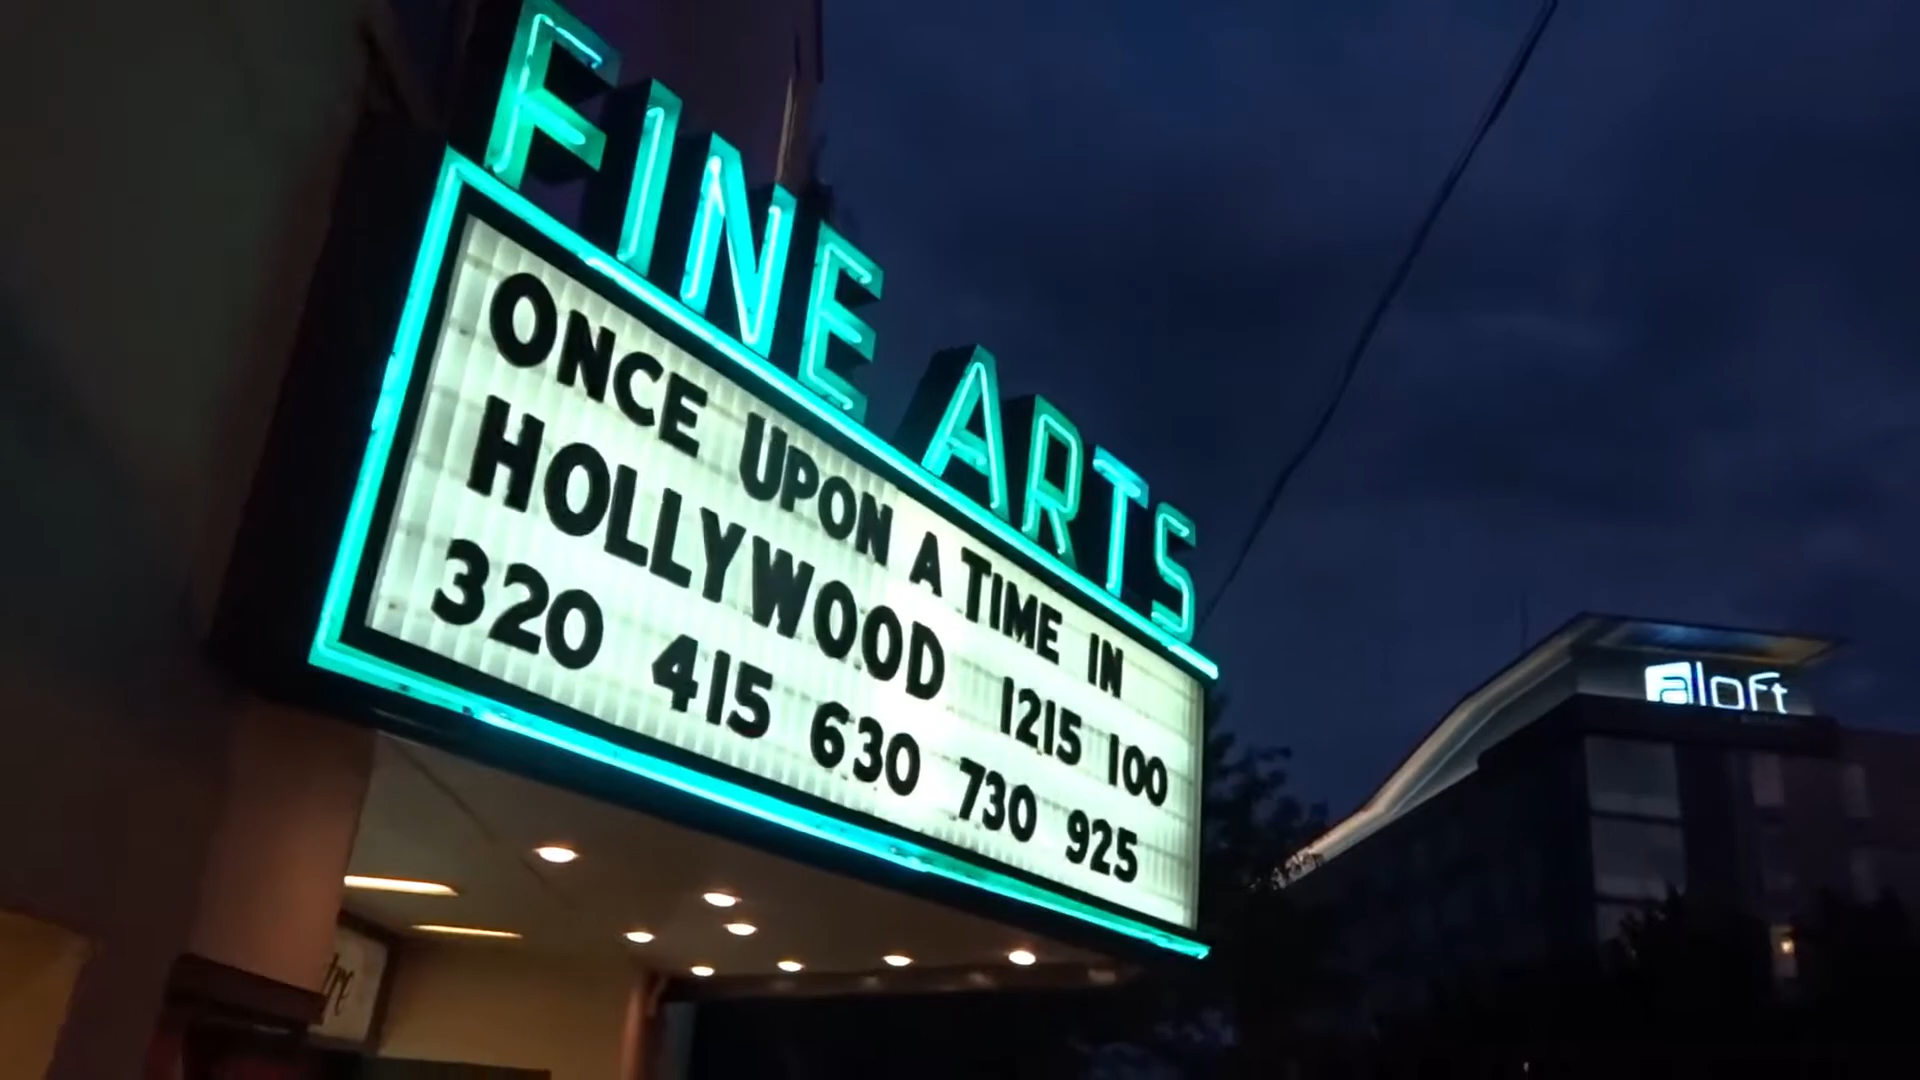 FINE ARTS
ONCE UPON A TIME IN
HOLLYWOOD 1215 100
320 415 630 730 925
aloft